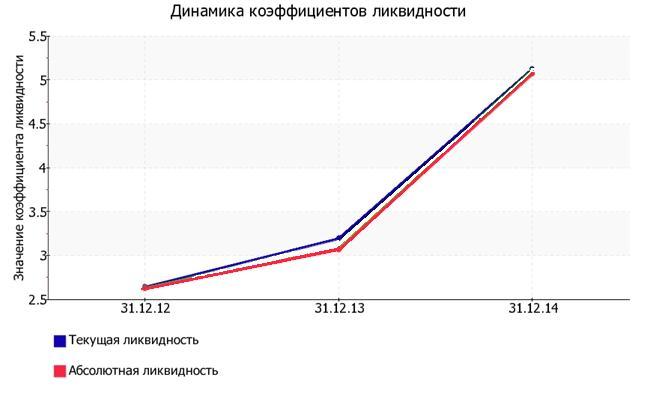 Динамика коэффициентов ликвидности
Значение коэффициента ликвидности
5.5
5
4.5
4
3.5
3
2.5
31.12.12 31.12.13 31.12.14
Текущая ликвидность
Абсолютная ликвидность